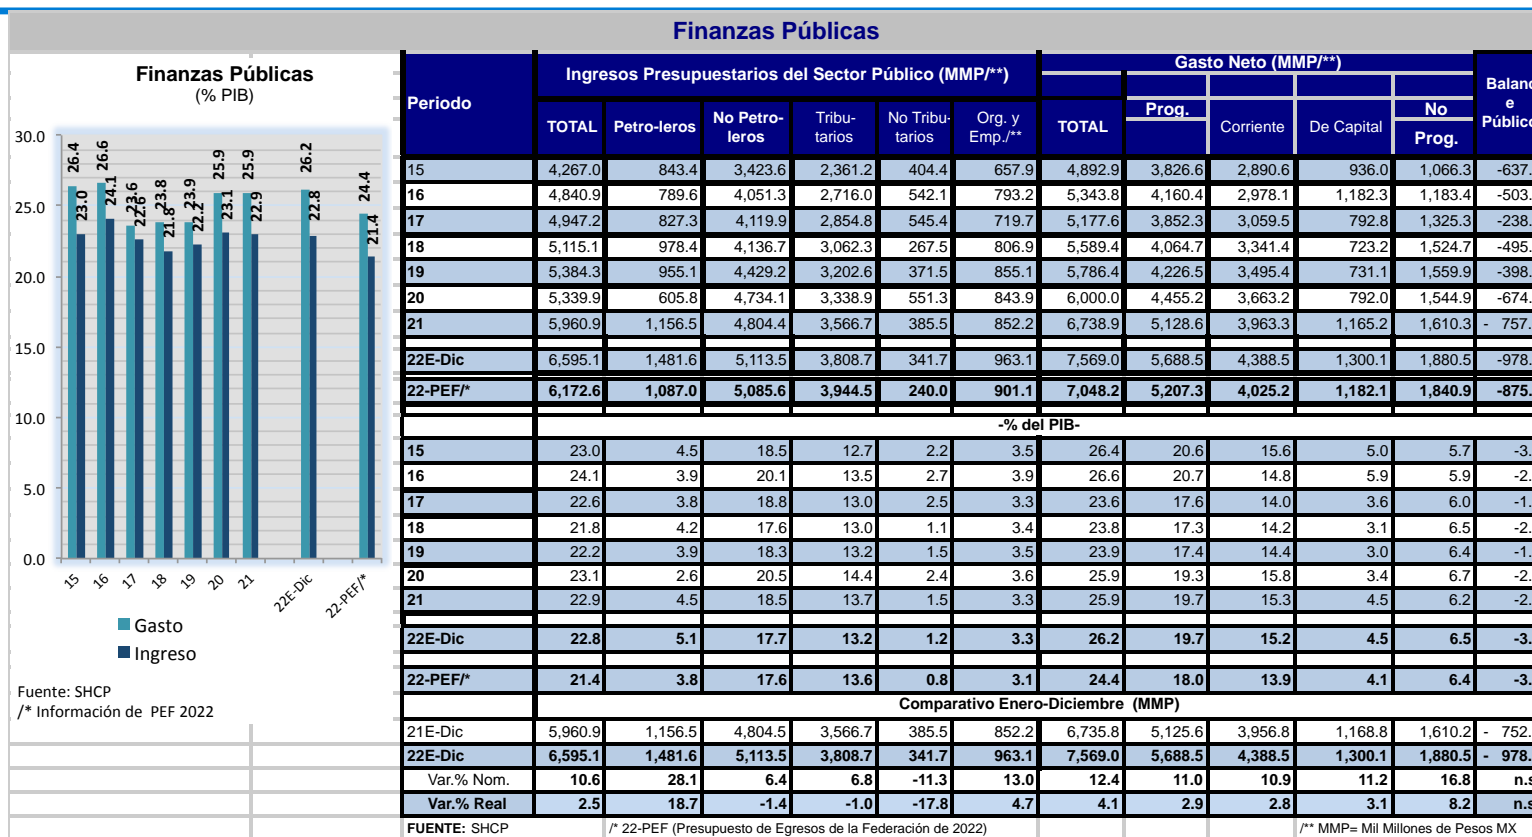 Finanzas Públicas
Finanzas Públicas
(% PIB)
30.0
25.0
20.0
15.0
10.0
5.0
0.0
26.4 23.0 26.6 24.1 23.6 22.6 23.8 21.8 23.9 22.2 25.9 23.1 25.9 22.9 26.2 22.8 24.4 21.4
15 16 17 18 19 20 21 22E-Dic 22-PEF/*
Gasto
Ingreso
Fuente: SHCP
/* Información de PEF 2022
Periodo
Ingresos Presupuestarios del Sector Público (MMP/**)
Gasto Neto (MMP/**)
TOTAL Petro-leros No Petro-leros Tribu-tarios No Tribu-tarios Org. y Emp./** TOTAL Prog. Corriente De Capital No Prog.
15 4,267.0 843.4 3,423.6 2,361.2 404.4 657.9 4,892.9 3,826.6 2,890.6 936.0 1,066.3 -637.
16 4,840.9 789.6 4,051.3 2,716.0 542.1 793.2 5,343.8 4,160.4 2,978.1 1,182.3 1,183.4 -503.
17 4,947.2 827.3 4,119.9 2,854.8 545.4 719.7 5,177.6 3,852.3 3,059.5 792.8 1,325.3 -238.
18 5,115.1 978.4 4,136.7 3,062.3 267.5 806.9 5,589.4 4,064.7 3,341.4 723.2 1,524.7 -495.
19 5,384.3 955.1 4,429.2 3,202.6 371.5 855.1 5,786.4 4,226.5 3,495.4 731.1 1,559.9 -398.
20 5,339.9 605.8 4,734.1 3,338.9 551.3 843.9 6,000.0 4,455.2 3,663.2 792.0 1,544.9 -674.
21 5,960.9 1,156.5 4,804.4 3,566.7 385.5 852.2 6,738.9 5,128.6 3,963.3 1,165.2 1,610.3 - 757.
22E-Dic 6,595.1 1,481.6 5,113.5 3,808.7 341.7 963.1 7,569.0 5,688.5 4,388.5 1,300.1 1,880.5 -978.
22-PEF/* 6,172.6 1,087.0 5,085.6 3,944.5 240.0 901.1 7,048.2 5,207.3 4,025.2 1,182.1 1,840.9 -875.
-% del PIB-
15 23.0 4.5 18.5 12.7 2.2 3.5 26.4 20.6 15.6 5.0 5.7 -3.
16 24.1 3.9 20.1 13.5 2.7 3.9 26.6 20.7 14.8 5.9 5.9 -2.
17 22.6 3.8 18.8 13.0 2.5 3.3 23.6 17.6 14.0 3.6 6.0 -1.
18 21.8 4.2 17.6 13.0 1.1 3.4 23.8 17.3 14.2 3.1 6.5 -2.
19 22.2 3.9 18.3 13.2 1.5 3.5 23.9 17.4 14.4 3.0 6.4 -1.
20 23.1 2.6 20.5 14.4 2.4 3.6 25.9 19.3 15.8 3.4 6.7 -2.
21 22.9 4.5 18.5 13.7 1.5 3.3 25.9 19.7 15.3 4.5 6.2 -2.
22E-Dic 22.8 5.1 17.7 13.2 1.2 3.3 26.2 19.7 15.2 4.5 6.5 -3.
22-PEF/* 21.4 3.8 17.6 13.6 0.8 3.1 24.4 18.0 13.9 4.1 6.4 -3.
Comparativo Enero-Diciembre (MMP)
21E-Dic 5,960.9 1,156.5 4,804.5 3,566.7 385.5 852.2 6,735.8 5,125.6 3,956.8 1,168.8 1,610.2 - 752.
22E-Dic 6,595.1 1,481.6 5,113.5 3,808.7 341.7 963.1 7,569.0 5,688.5 4,388.5 1,300.1 1,880.5 - 978.
Var.% Nom. 10.6 28.1 6.4 6.8 -11.3 13.0 12.4 11.0 10.9 11.2 16.8 n.s
Var.% Real 2.5 18.7 -1.4 -1.0 -17.8 4.7 4.1 2.9 2.8 3.1 8.2 n.s
FUENTE: SHCP /* 22-PEF (Presupuesto de Egresos de la Federación de 2022) /** MMP= Mil Millones de Pesos MX